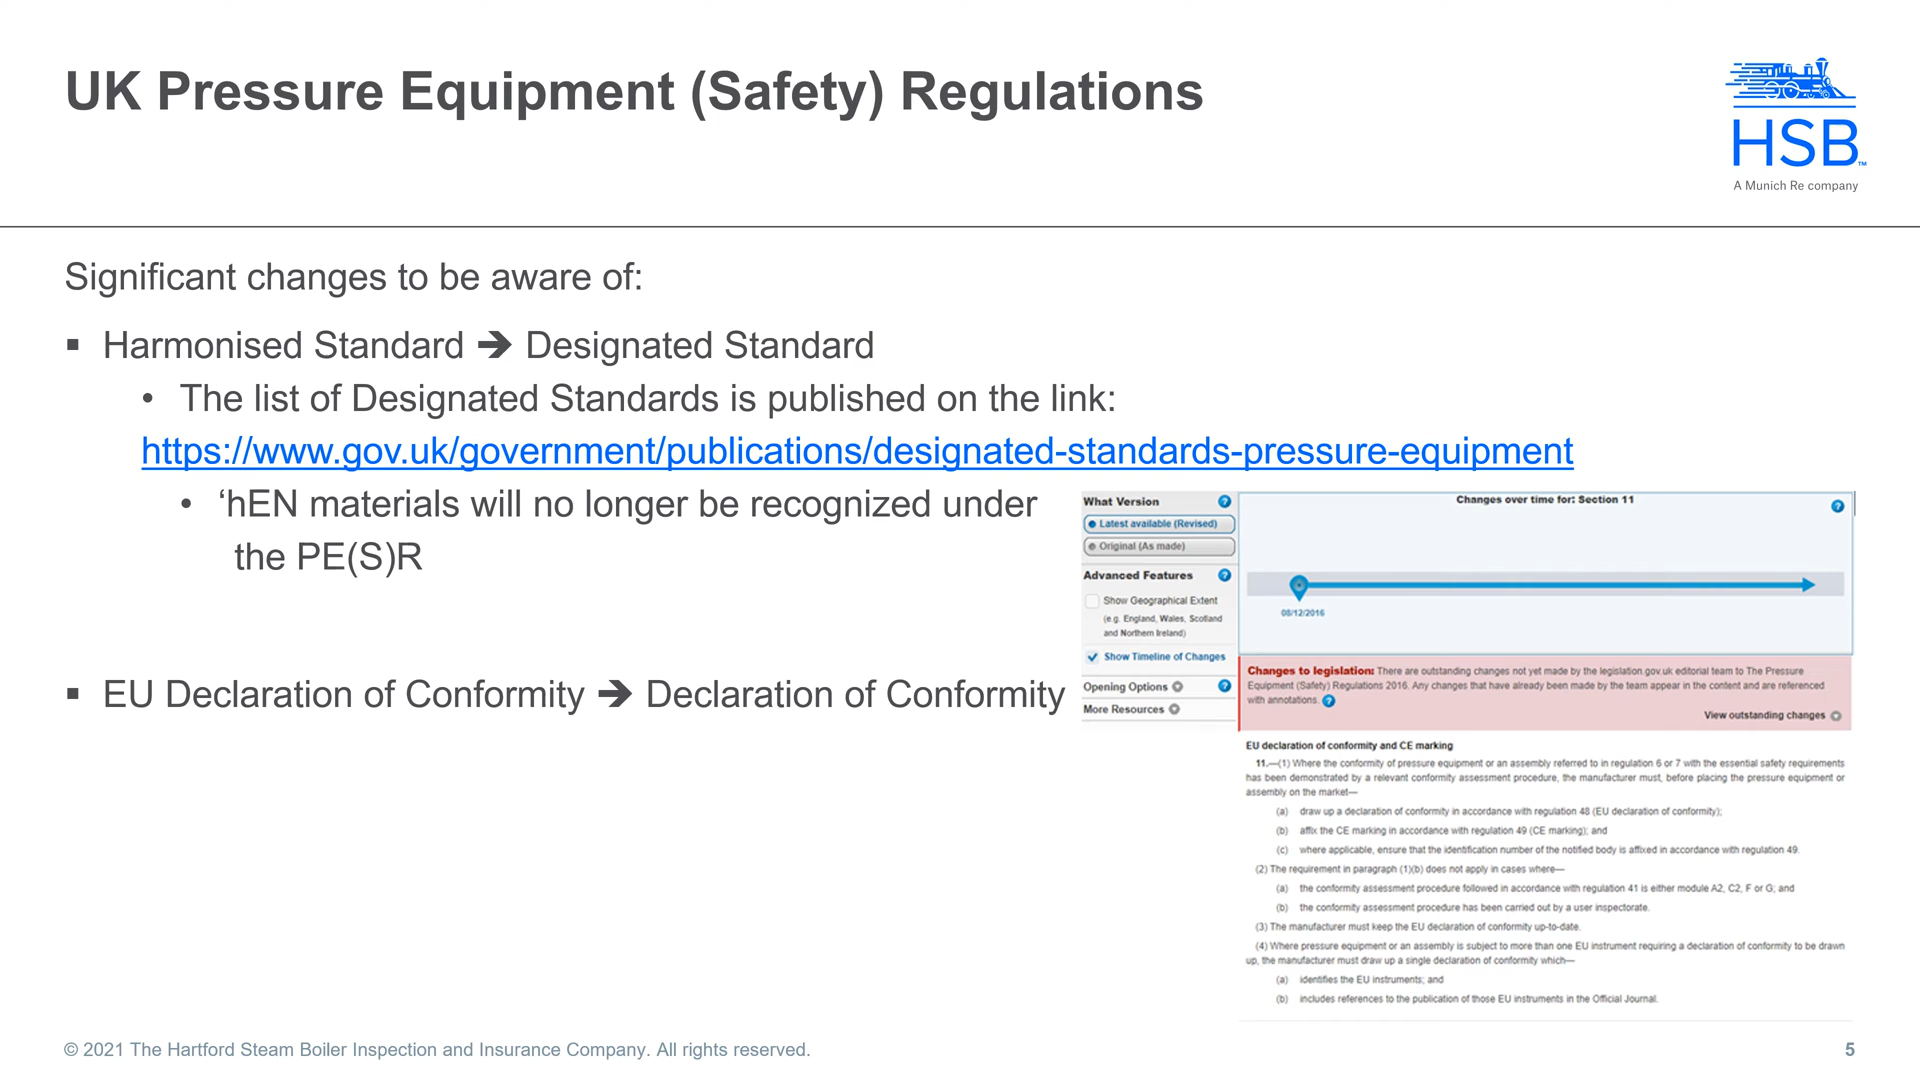 UK Pressure Equipment (Safety) Regulations
HSB™
A Munich Re company
Significant changes to be aware of:
▪ Harmonised Standard ➔ Designated Standard
• The list of Designated Standards is published on the link:
https://www.gov.uk/government/publications/designated-standards-pressure-equipment
• ‘hEN materials will no longer be recognized under
the PE(S)R
▪ EU Declaration of Conformity ➔ Declaration of Conformity
What Version ?
Latest available (Revised)
Original (As made)
Advanced Features ?
Show Geographical Extent
(e.g. England, Wales, Scotland
and Northern Ireland)
Show Timeline of Changes
Opening Options ?
More Resources
Changes over time for: Section 11 ?
08/12/2016
Changes to legislation: There are outstanding changes not yet made by the legislation.gov.uk editorial team to The Pressure
Equipment (Safety) Regulations 2016. Any changes that have already been made by the team appear in the content and are referenced
with annotations. ?
View outstanding changes
EU declaration of conformity and CE marking
11.—(1) Where the conformity of pressure equipment or an assembly referred to in regulation 6 or 7 with the essential safety requirements
has been demonstrated by a relevant conformity assessment procedure, the manufacturer must, before placing the pressure equipment or
assembly on the market—
(a) draw up a declaration of conformity in accordance with regulation 48 (EU declaration of conformity);
(b) affix the CE marking in accordance with regulation 49 (CE marking); and
(c) where applicable, ensure that the identification number of the notified body is affixed in accordance with regulation 49.
(2) The requirement in paragraph (1)(b) does not apply in cases where—
(a) the conformity assessment procedure followed in accordance with regulation 41 is either module A2, C2, F or G; and
(b) the conformity assessment procedure has been carried out by a user inspectorate.
(3) The manufacturer must keep the EU declaration of conformity up-to-date.
(4) Where pressure equipment or an assembly is subject to more than one EU instrument requiring a declaration of conformity to be drawn
up, the manufacturer must draw up a single declaration of conformity which—
(a) identifies the EU instruments; and
(b) includes references to the publication of those EU instruments in the Official Journal.
© 2021 The Hartford Steam Boiler Inspection and Insurance Company. All rights reserved.
5